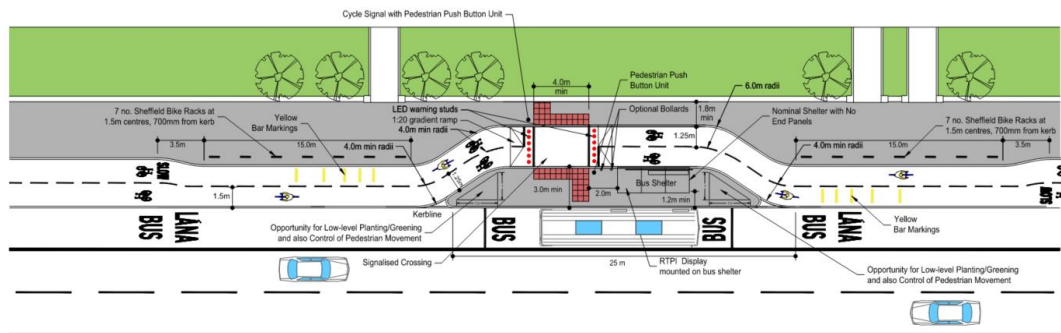 Cycle Signal with Pedestrian Push Button Unit
4.0m
min
Pedestrian Push
Button Unit
6.0m radii
LED warning studs
1:20 gradient ramp
4.0m min radii
Optional Bollards
1.8m
min
Nominal Shelter with No
End Panels
7 no. Sheffield Bike Racks at
1.5m centres, 700mm from kerb
Yellow
Bar Markings
7 no. Sheffield Bike Racks at
1.5m centres, 700mm from kerb
3.5m
15.0m
4.0m min radii
1.25m
4.0m min radii
15.0m
3.5m
SLOW
1.25m
3.0m min
2.0m
Bus Shelter
1.2m min
1.5m
SLOW
Kerbline
Yellow
Bar Markings
LÁNA
BUS
BUS
BUS
LÁNA
BUS
Opportunity for Low-level Planting/Greening
and also Control of Pedestrian Movement
Signalised Crossing
25 m
RTPI Display
mounted on bus shelter
Opportunity for Low-level Planting/Greening
and also Control of Pedestrian Movement